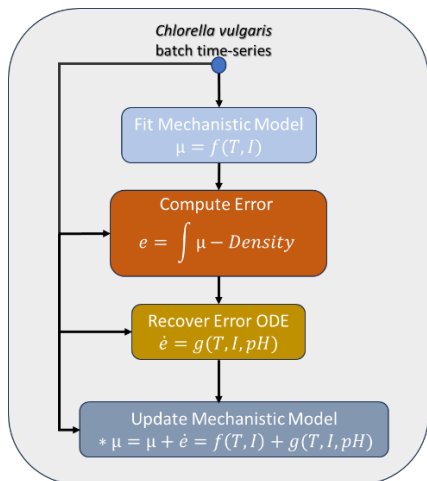 Chlorella vulgaris
batch time-series
Fit Mechanistic Model
μ = f(T, I)
Compute Error
e = ∫ μ − Density
Recover Error ODE
ė = g(T, I, pH)
Update Mechanistic Model
* μ = μ + ė = f(T, I) + g(T, I, pH)